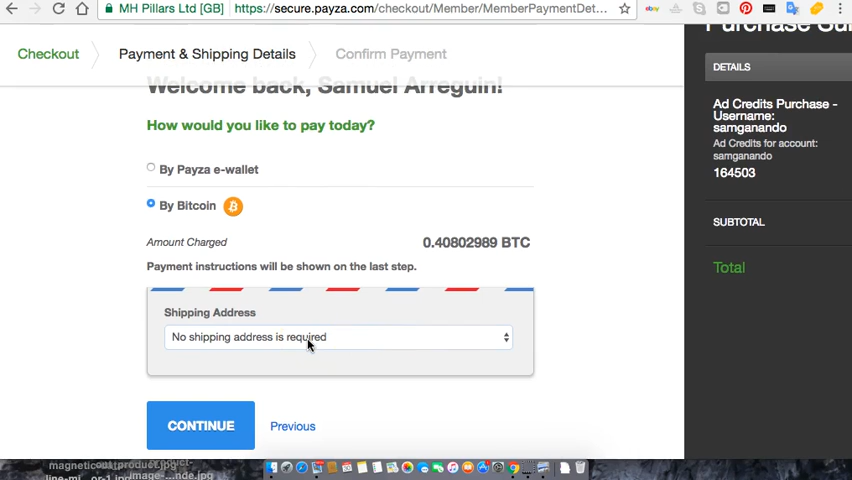 MH Pillars Ltd [GB] https://secure.payza.com/checkout/Member/MemberPaymentDet...
Checkout Payment & Shipping Details Confirm Payment
Welcome back, Samuel Arreguin!
How would you like to pay today?
By Payza e-wallet
By Bitcoin
Amount Charged 0.40802989 BTC
Payment instructions will be shown on the last step.
Shipping Address
No shipping address is required
CONTINUE Previous
DETAILS
Ad Credits Purchase -
Username:
samganando
Ad Credits for account:
samganando
164503
SUBTOTAL
Total